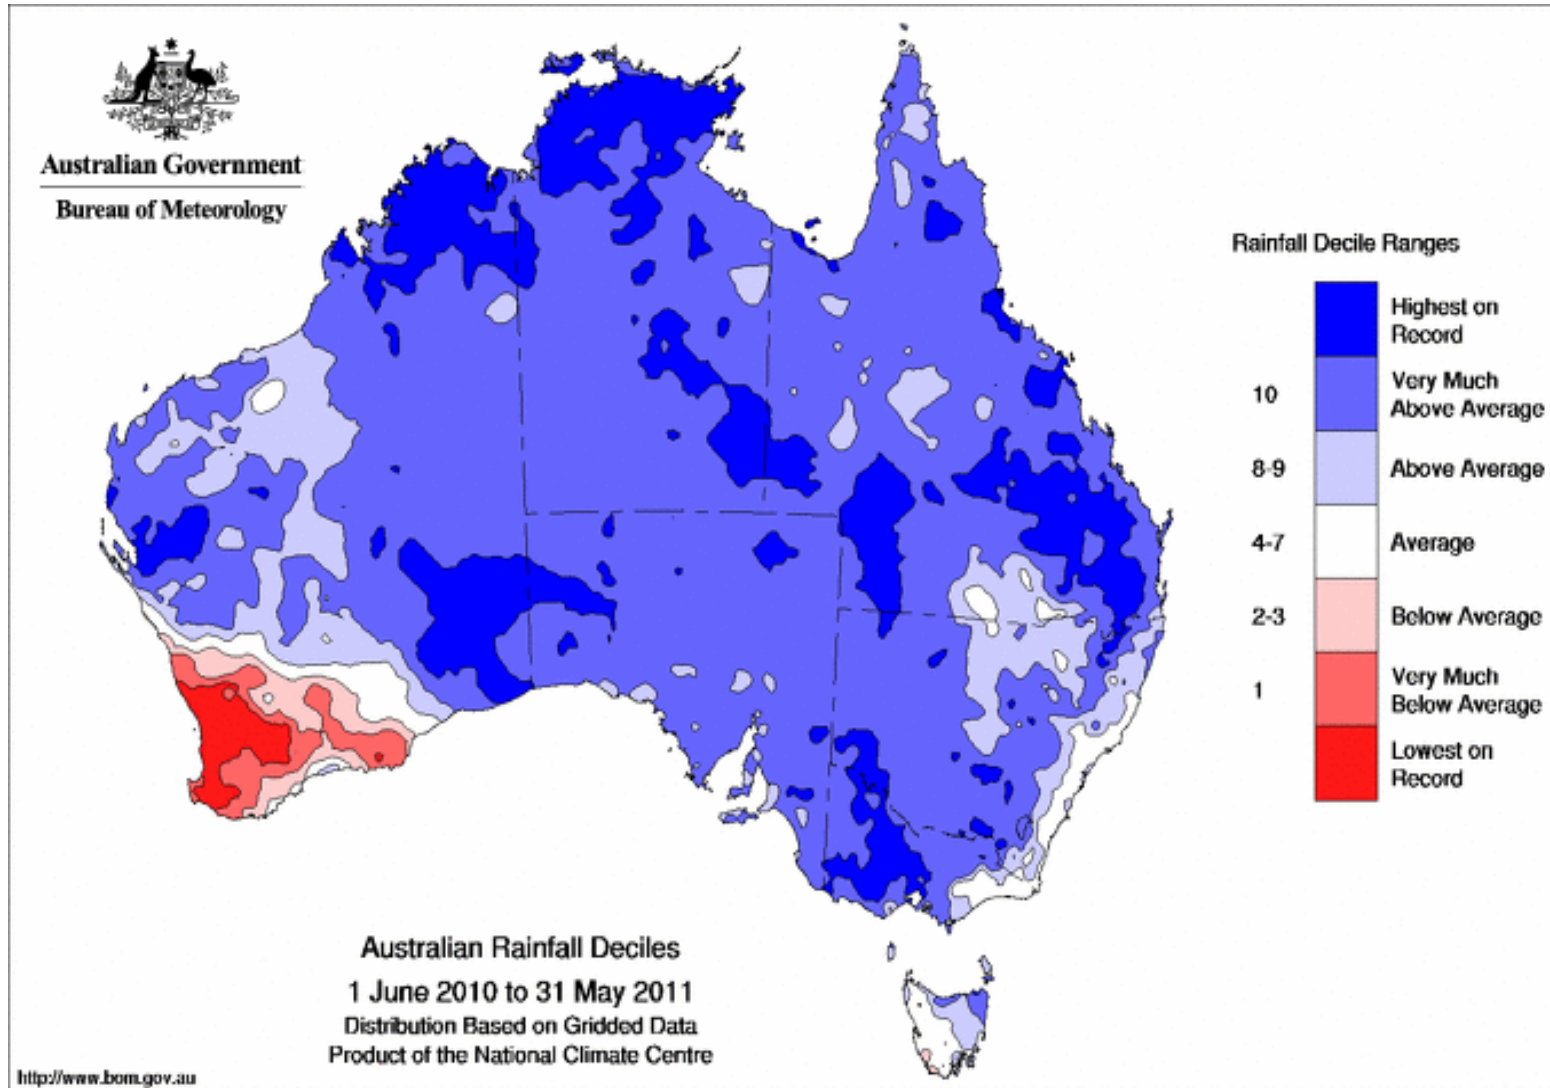 Australian Government
Bureau of Meteorology
Rainfall Decile Ranges
Highest on
Record
10
Very Much
Above Average
8-9
Above Average
4-7
Average
2-3
Below Average
1
Very Much
Below Average
Lowest on
Record
Australian Rainfall Deciles
1 June 2010 to 31 May 2011
Distribution Based on Gridded Data
Product of the National Climate Centre
http://www.bom.gov.au